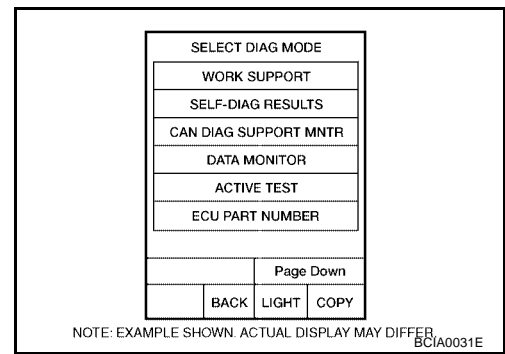 SELECT DIAG MODE
WORK SUPPORT
SELF-DIAG RESULTS
CAN DIAG SUPPORT MNTR
DATA MONITOR
ACTIVE TEST
ECU PART NUMBER
Page Down
BACK LIGHT COPY
NOTE: EXAMPLE SHOWN. ACTUAL DISPLAY MAY DIFFER.
BCIA0031E